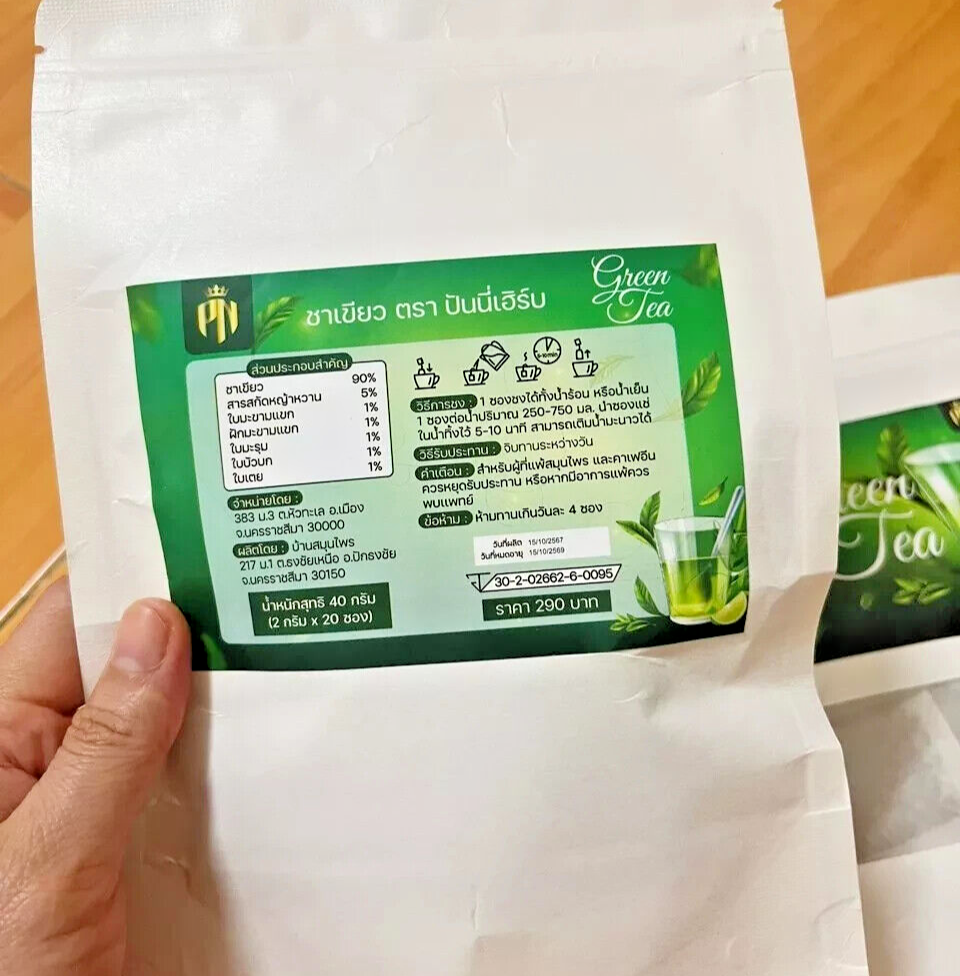 PN
ชาเขียว ตรา ปันนี่เฮิร์บ
Green
Tea
ส่วนประกอบสำคัญ
ชาเขียว 90%
สารสกัดหญ้าหวาน 5%
ใบมะขามแขก 1%
ฝักมะขามแขก 1%
ใบมะรุม 1%
ใบบัวบก 1%
ใบเตย 1%
จำหน่ายโดย :
383 ม.3 ต.หัวทะเล อ.เมือง
จ.นครราชสีมา 30000
ผลิตโดย : บ้านสมุนไพร
217 ม.1 ต.ธงชัยเหนือ อ.ปักธงชัย
จ.นครราชสีมา 30150
น้ำหนักสุทธิ 40 กรัม
(2 กรัม x 20 ซอง)
5-10 min
วิธีการชง : 1 ซองชงได้ทั้งน้ำร้อน หรือน้ำเย็น
1 ซองต่อน้ำปริมาณ 250-750 มล. นำซองแช่
ในน้ำทิ้งไว้ 5-10 นาที สามารถเติมน้ำมะนาวได้
วิธีรับประทาน : จิบทานระหว่างวัน
คำเตือน : สำหรับผู้ที่แพ้สมุนไพร และคาเฟอีน
ควรหยุดรับประทาน หรือหากมีอาการแพ้ควร
พบแพทย์
ข้อห้าม : ห้ามทานเกินวันละ 4 ซอง
วันที่ผลิต 15/10/2567
วันที่หมดอายุ 15/10/2569
30-2-02662-6-0095
ราคา 290 บาท
Tea